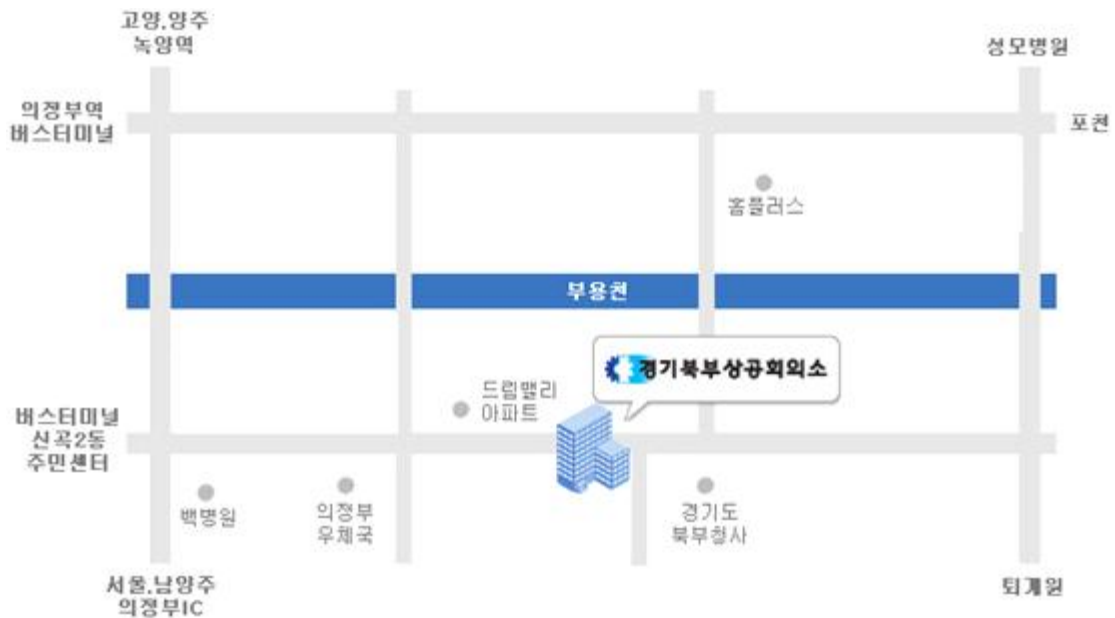 고양,양주
녹양역
성모병원
의정부역
버스터미널
포천
홈플러스
부용천
경기북부상공회의소
드림밸리
아파트
버스터미널
신곡2동
주민센터
백병원
의정부
우체국
경기도
북부청사
서울,남양주
의정부IC
퇴계원